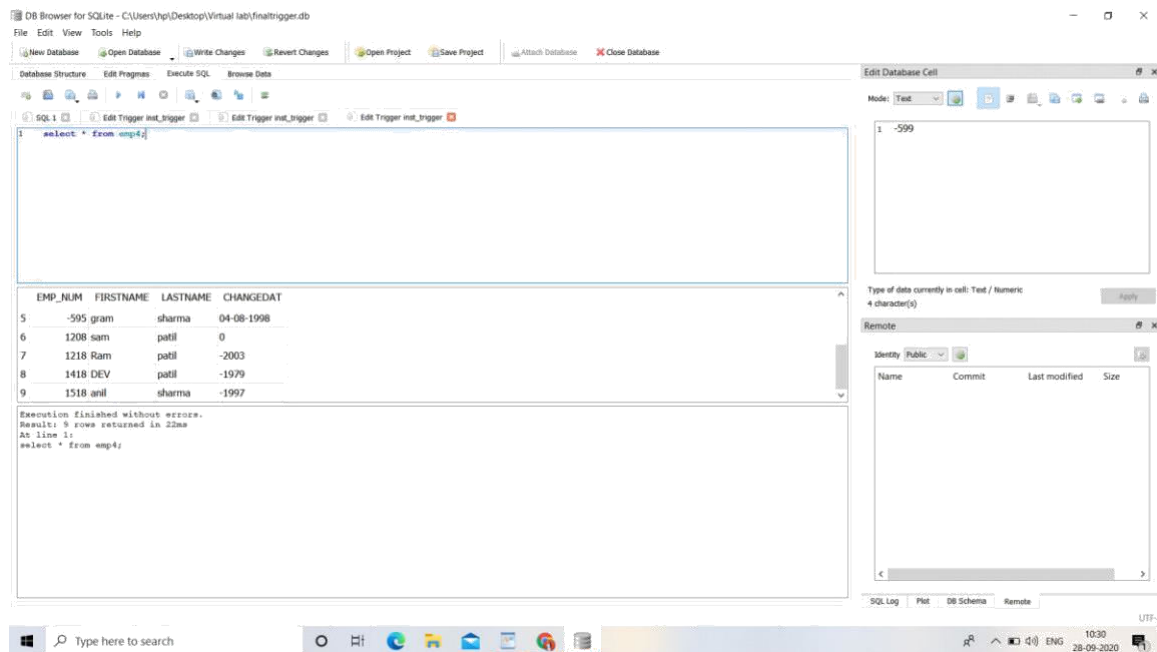 DB Browser for SQLite - C:\Users\hp\Desktop\Virtual lab\finaltrigger.db
File Edit View Tools Help
New Database Open Database Write Changes Revert Changes Open Project Save Project Attach Database Close Database
Database Structure Edit Pragmas Execute SQL Browse Data
SQL 1 Edit Trigger inst_trigger Edit Trigger inst_trigger Edit Trigger inst_trigger
1 select * from emp4;
EMP_NUM FIRSTNAME LASTNAME CHANGEDAT
5 -595 gram sharma 04-08-1998
6 1208 sam patil 0
7 1218 Ram patil -2003
8 1418 DEV patil -1979
9 1518 anil sharma -1997
Execution finished without errors.
Result: 9 rows returned in 22ms
At line 1:
select * from emp4;
Edit Database Cell
Mode: Text
1 -599
Type of data currently in cell: Text / Numeric
4 character(s)
Apply
Remote
Identity Public
Name Commit Last modified Size
SQL Log Plot DB Schema Remote
UTF-
Type here to search
ENG
10:30
28-09-2020